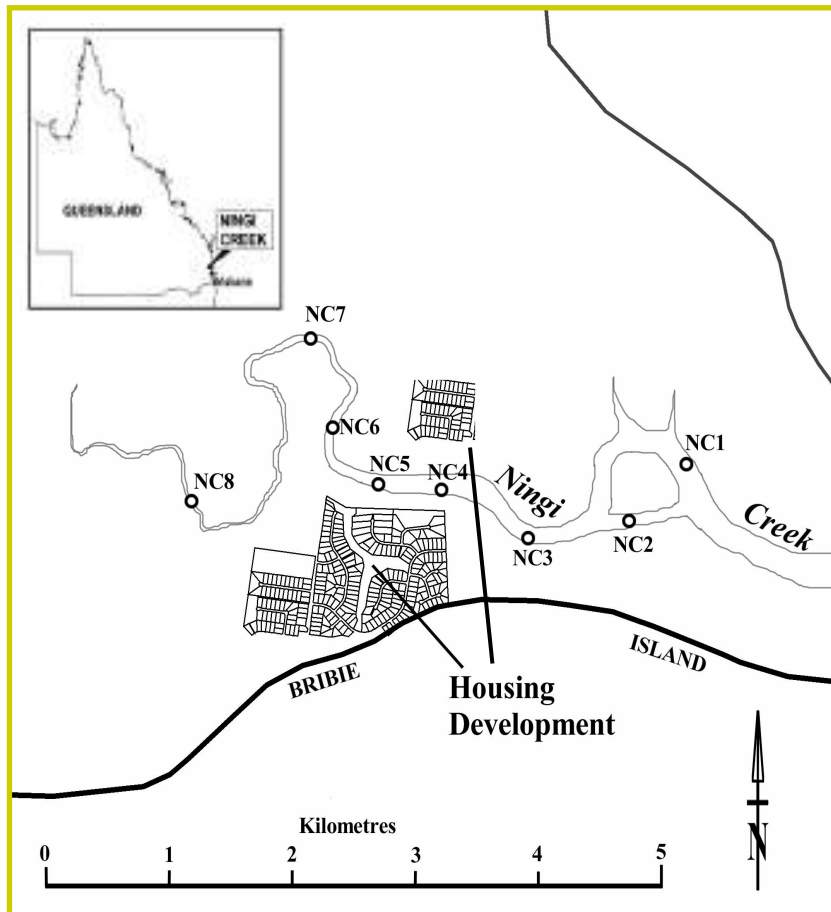 QUEENSLAND
NINGI
CREEK
Brisbane
NC7
NC6
NC8
NC5
NC4
NC1
NC2
NC3
Ningi
Creek
BRIBIE
ISLAND
Housing
Development
N
Kilometres
0 1 2 3 4 5